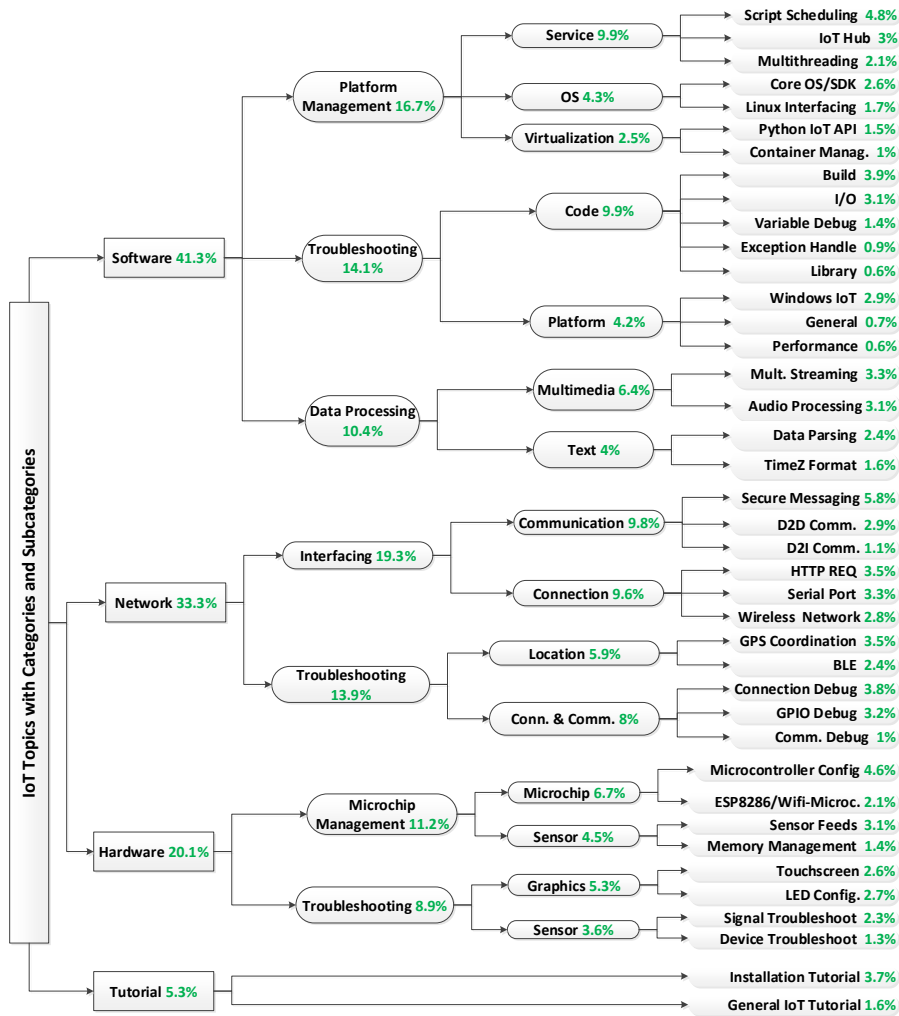 IoT Topics with Categories and Subcategories
Software 41.3%
Platform
Management 16.7%
Service 9.9%
Script Scheduling 4.8%
IoT Hub 3%
Multithreading 2.1%
OS 4.3%
Core OS/SDK 2.6%
Linux Interfacing 1.7%
Virtualization 2.5%
Python IoT API 1.5%
Container Manag. 1%
Troubleshooting
14.1%
Code 9.9%
Build 3.9%
I/O 3.1%
Variable Debug 1.4%
Exception Handle 0.9%
Library 0.6%
Platform 4.2%
Windows IoT 2.9%
General 0.7%
Performance 0.6%
Data Processing
10.4%
Multimedia 6.4%
Mult. Streaming 3.3%
Audio Processing 3.1%
Text 4%
Data Parsing 2.4%
TimeZ Format 1.6%
Network 33.3%
Interfacing 19.3%
Communication 9.8%
Secure Messaging 5.8%
D2D Comm. 2.9%
D2I Comm. 1.1%
Connection 9.6%
HTTP REQ 3.5%
Serial Port 3.3%
Wireless Network 2.8%
Troubleshooting
13.9%
Location 5.9%
GPS Coordination 3.5%
BLE 2.4%
Conn. & Comm. 8%
Connection Debug 3.8%
GPIO Debug 3.2%
Comm. Debug 1%
Hardware 20.1%
Microchip
Management 11.2%
Microchip 6.7%
Microcontroller Config 4.6%
ESP8286/Wifi-Microc. 2.1%
Sensor 4.5%
Sensor Feeds 3.1%
Memory Management 1.4%
Troubleshooting 8.9%
Graphics 5.3%
Touchscreen 2.6%
LED Config. 2.7%
Sensor 3.6%
Signal Troubleshoot 2.3%
Device Troubleshoot 1.3%
Tutorial 5.3%
Installation Tutorial 3.7%
General IoT Tutorial 1.6%